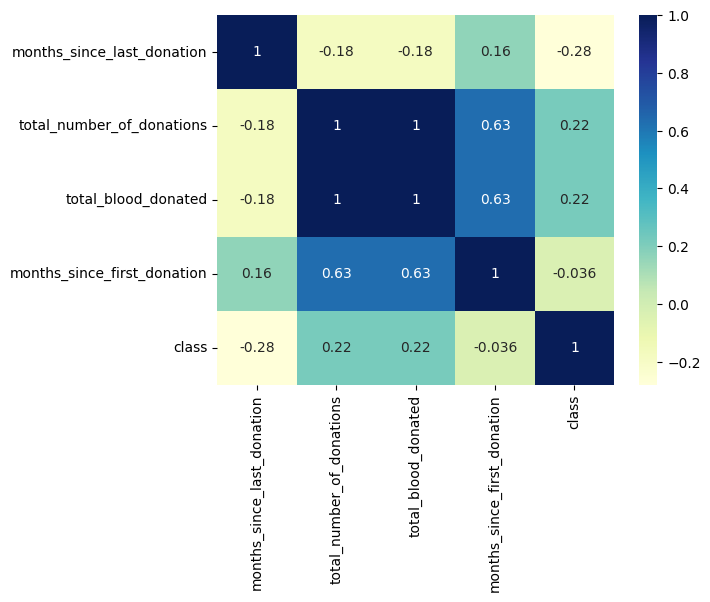 months_since_last_donation 1 -0.18 -0.18 0.16 -0.28
total_number_of_donations -0.18 1 1 0.63 0.22
total_blood_donated -0.18 1 1 0.63 0.22
months_since_first_donation 0.16 0.63 0.63 1 -0.036
class -0.28 0.22 0.22 -0.036 1
months_since_last_donation
total_number_of_donations
total_blood_donated
months_since_first_donation
class
1.0
0.8
0.6
0.4
0.2
0.0
−0.2